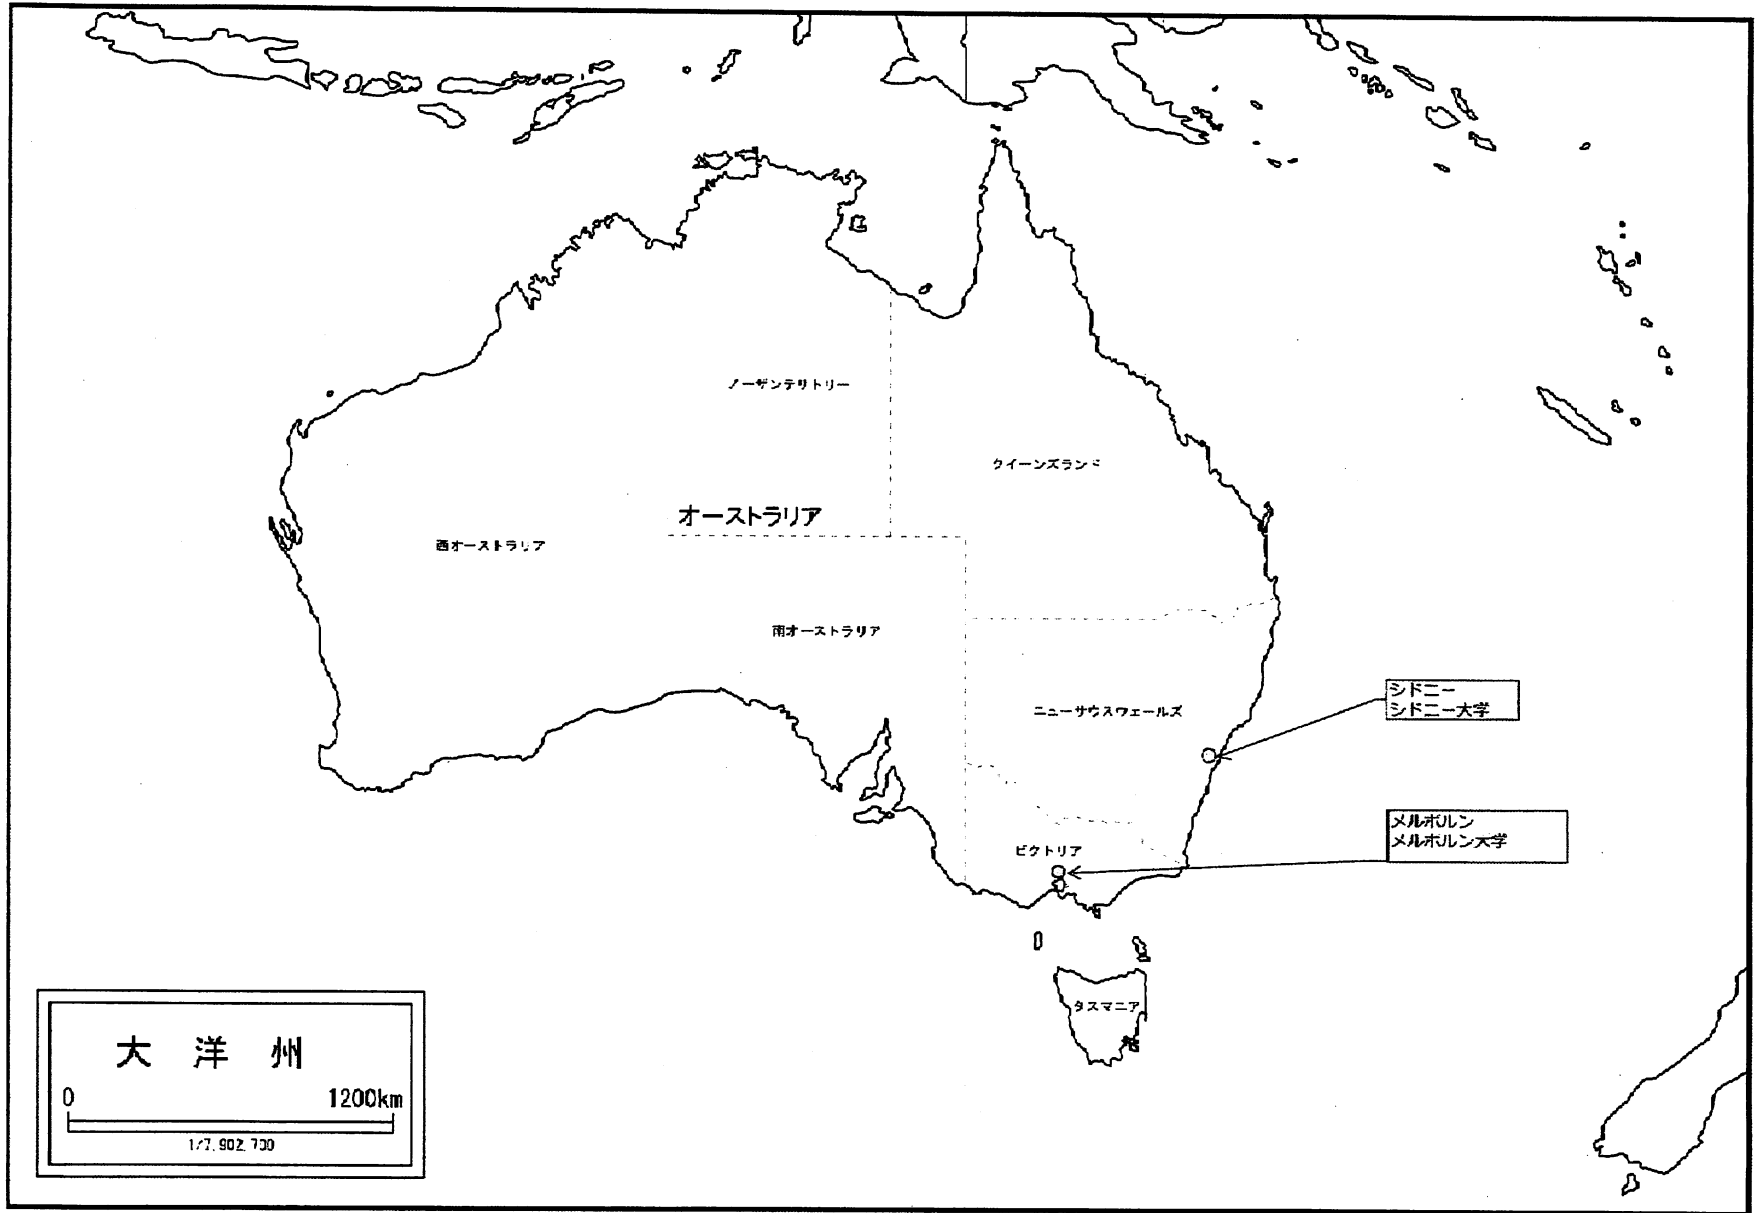 ノーザンテリトリー
クイーンズランド
オーストラリア
西オーストラリア
南オーストラリア
ニューサウスウェールズ
シドニー
シドニー大学
メルボルン
メルボルン大学
ビクトリア
タスマニア
大 洋 州
0 1200km
1/7,902,700